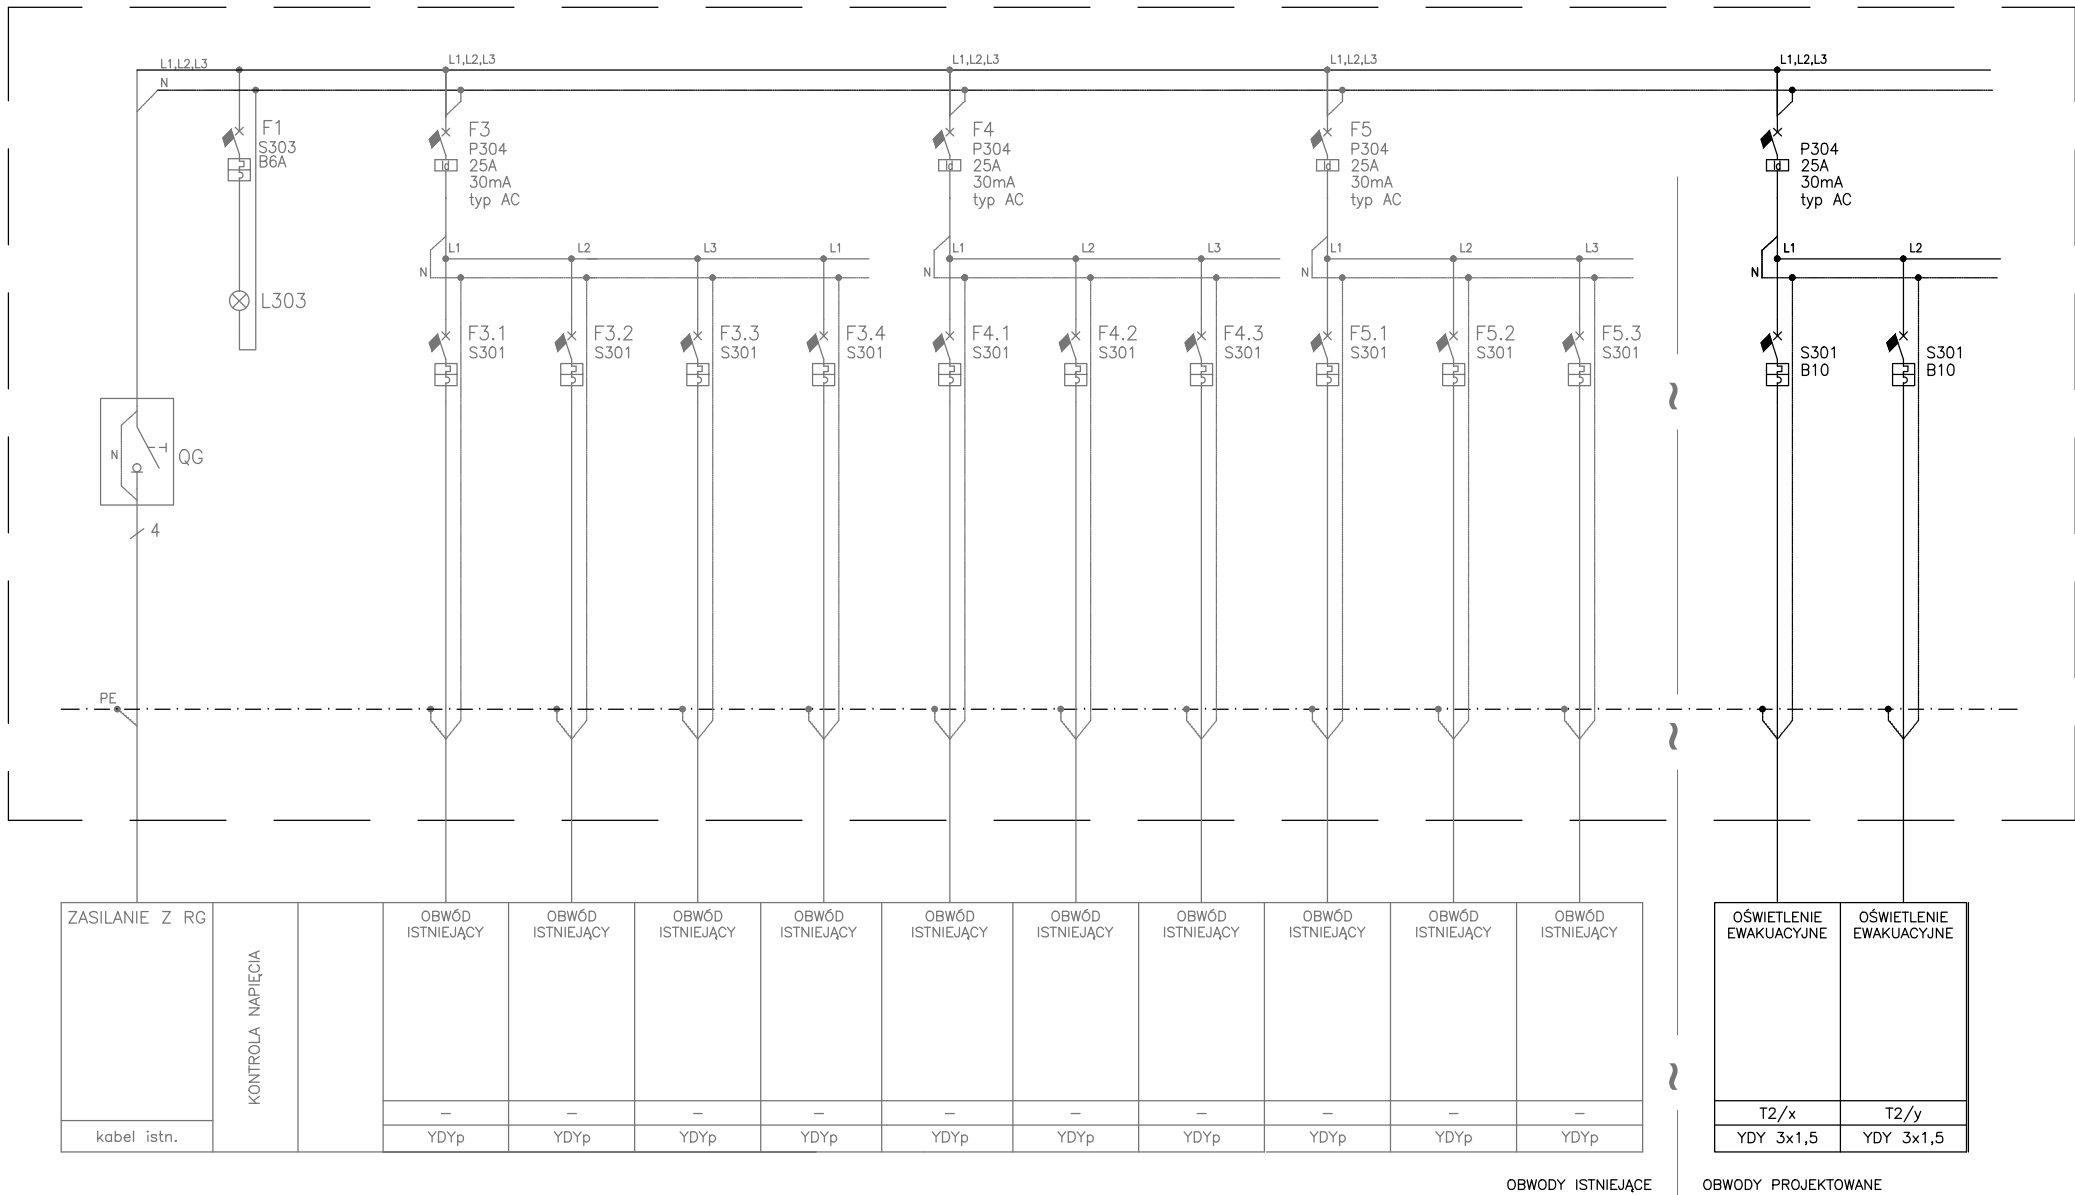 L1,L2,L3
L1,L2,L3
L1,L2,L3
L1,L2,L3
L1,L2,L3
N
F1
S303
B6A
F3
P304
25A
30mA
typ AC
F4
P304
25A
30mA
typ AC
F5
P304
25A
30mA
typ AC
P304
25A
30mA
typ AC
L1
L2
L3
L1
L1
L2
L3
L1
L2
L3
L1
L2
N
N
N
N
L303
F3.1
S301
F3.2
S301
F3.3
S301
F3.4
S301
F4.1
S301
F4.2
S301
F4.3
S301
F5.1
S301
F5.2
S301
F5.3
S301
S301
B10
S301
B10
N
QG
4
PE
ZASILANIE Z RG
kabel istn.
KONTROLA NAPIĘCIA
OBWÓD
ISTNIEJĄCY
–
YDYp
OBWÓD
ISTNIEJĄCY
–
YDYp
OBWÓD
ISTNIEJĄCY
–
YDYp
OBWÓD
ISTNIEJĄCY
–
YDYp
OBWÓD
ISTNIEJĄCY
–
YDYp
OBWÓD
ISTNIEJĄCY
–
YDYp
OBWÓD
ISTNIEJĄCY
–
YDYp
OBWÓD
ISTNIEJĄCY
–
YDYp
OBWÓD
ISTNIEJĄCY
–
YDYp
OBWÓD
ISTNIEJĄCY
–
YDYp
OŚWIETLENIE
EWAKUACYJNE
T2/x
YDY 3x1,5
OŚWIETLENIE
EWAKUACYJNE
T2/y
YDY 3x1,5
OBWODY ISTNIEJĄCE
OBWODY PROJEKTOWANE